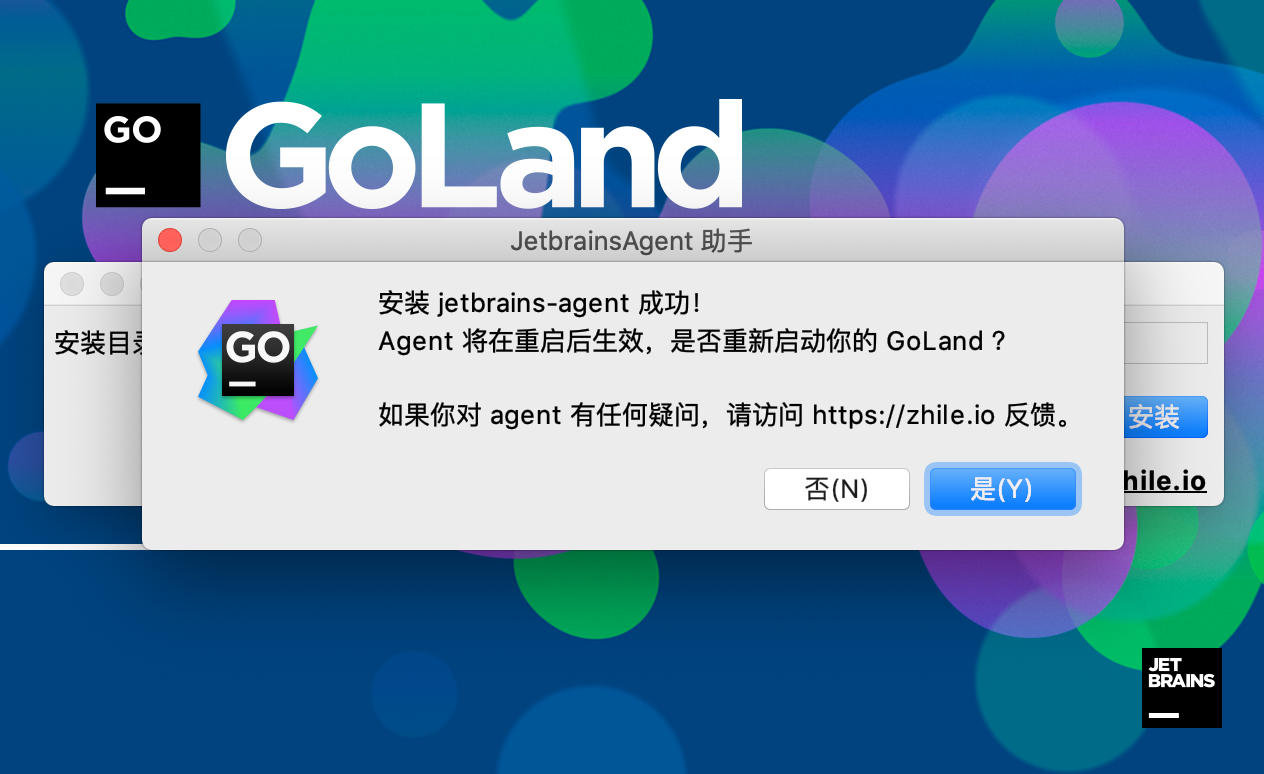 GO
GoLand
JetbrainsAgent 助手
安装 jetbrains-agent 成功!
Agent 将在重启后生效，是否重新启动你的 GoLand ?
GO
安装目
如果你对 agent 有任何疑问，请访问 https://zhile.io 反馈。
安装
否(N)
是(Y)
hile.io
JET
BRAINS